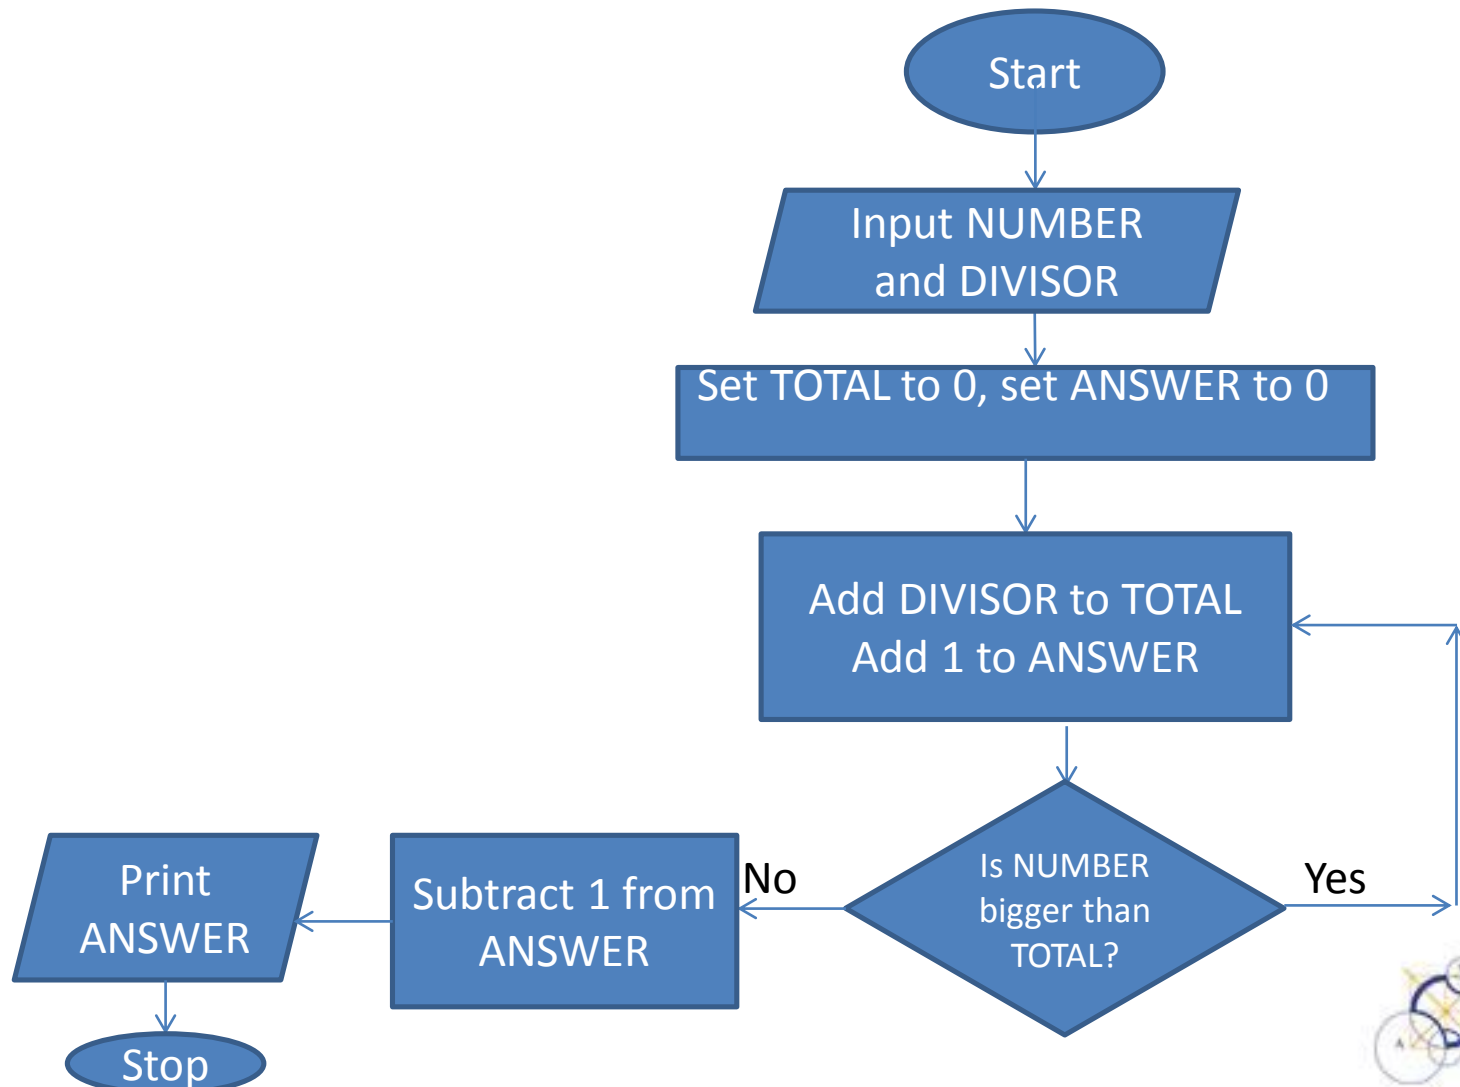 Start
Input NUMBER
and DIVISOR
Set TOTAL to 0, set ANSWER to 0
Add DIVISOR to TOTAL
Add 1 to ANSWER
Is NUMBER
bigger than
TOTAL?
Yes
No
Subtract 1 from
ANSWER
Print
ANSWER
Stop
A